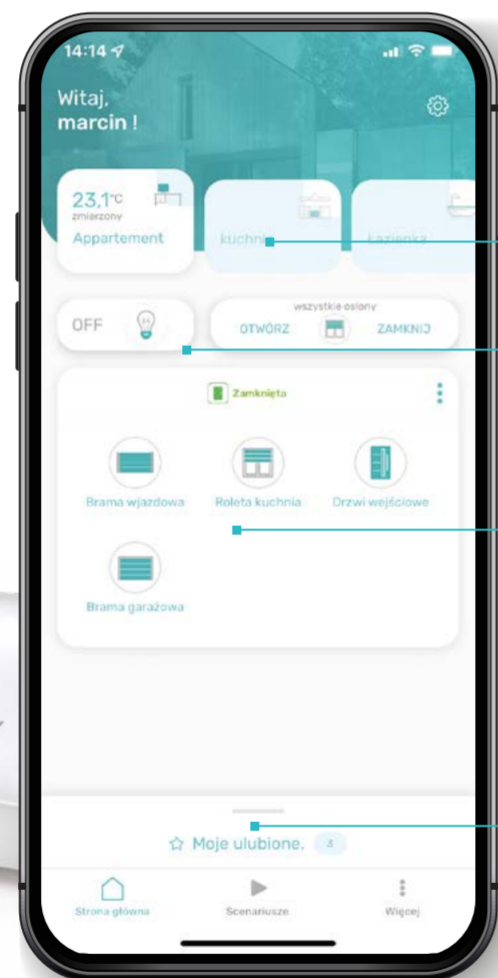 14:14
Witaj,
marcin !
23,1°C
zmierzony
Appartement
kuchnia
Łazienka
OFF
wszystkie osłony
OTWÓRZ
ZAMKNIJ
Zamknięta
Brama wjazdowa
Roleta kuchnia
Drzwi wejściowe
Brama garażowa
Moje ulubione.
3
Strona główna
Scenariusze
Więcej